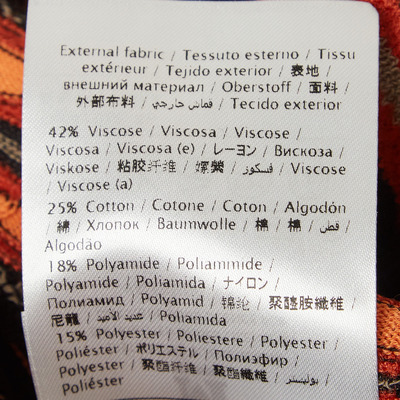 External fabric / Tessuto esterno / Tissu
extérieur / Tejido exterior / 表地 /
внешний материал / Oberstoff / 面料 /
外部布料 / قماش خارجي / Tecido exterior
42% Viscose / Viscosa / Viscose /
Viscosa / Viscosa (e) / レーヨン / Вискоза /
Viskose / 粘胶纤维 / 嫘縈 / فسكوز / Viscose
/ Viscose (a)
25% Cotton / Cotone / Coton / Algodón
/ 綿 / Хлопок / Baumwolle / 棉 / 棉 / قطن /
Algodão
18% Polyamide / Poliammide /
Polyamide / Poliamida / ナイロン /
Полиамид / Polyamid / 锦纶 / 聚醯胺纖維 /
尼龍 / عديد الأميد / Poliamida
15% Polyester / Poliestere / Polyester /
Poliéster / ポリエステル / Полиэфир /
Polyester / 聚酯纤维 / 聚酯纖維 / بوليستر /
Poliéster